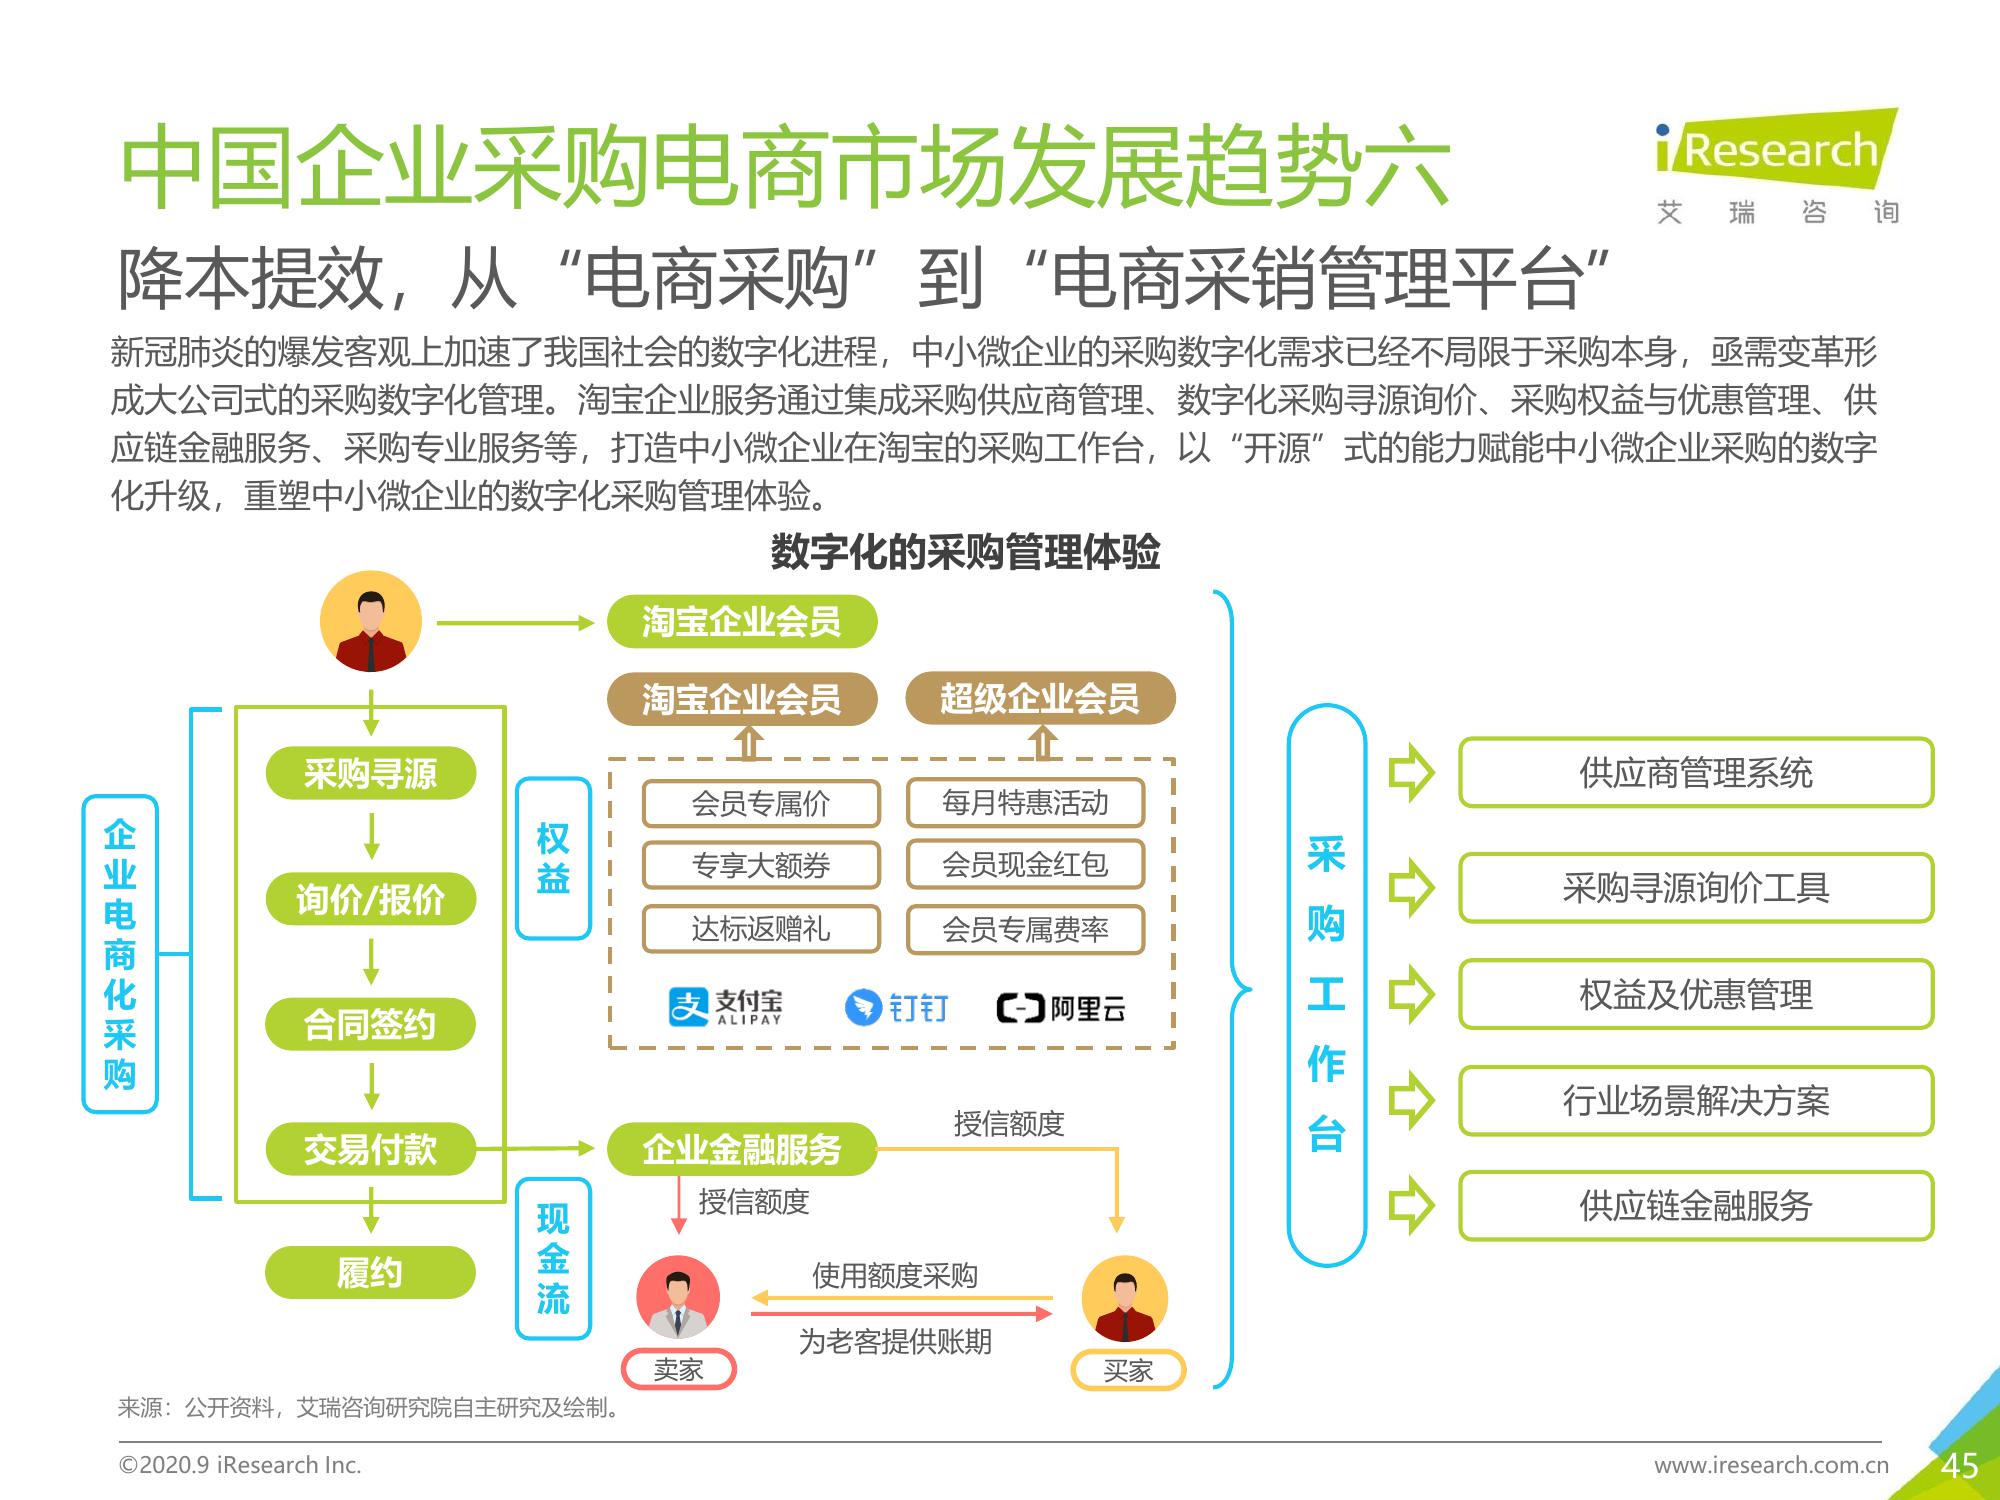 中国企业采购电商市场发展趋势六
iResearch
艾瑞咨询
降本提效，从“电商采购”到“电商采销管理平台”
新冠肺炎的爆发客观上加速了我国社会的数字化进程，中小微企业的采购数字化需求已经不局限于采购本身，亟需变革形
成大公司式的采购数字化管理。淘宝企业服务通过集成采购供应商管理、数字化采购寻源询价、采购权益与优惠管理、供
应链金融服务、采购专业服务等，打造中小微企业在淘宝的采购工作台，以“开源”式的能力赋能中小微企业采购的数字
化升级，重塑中小微企业的数字化采购管理体验。
数字化的采购管理体验
企业电商化采购
采购寻源
询价/报价
合同签约
交易付款
履约
淘宝企业会员
淘宝企业会员
超级企业会员
权益
会员专属价
每月特惠活动
专享大额券
会员现金红包
达标返赠礼
会员专属费率
支付宝
ALIPAY
钉钉
阿里云
现金流
企业金融服务
授信额度
授信额度
使用额度采购
为老客提供账期
卖家
买家
采购工作台
供应商管理系统
采购寻源询价工具
权益及优惠管理
行业场景解决方案
供应链金融服务
来源：公开资料，艾瑞咨询研究院自主研究及绘制。
©2020.9 iResearch Inc.
www.iresearch.com.cn
45